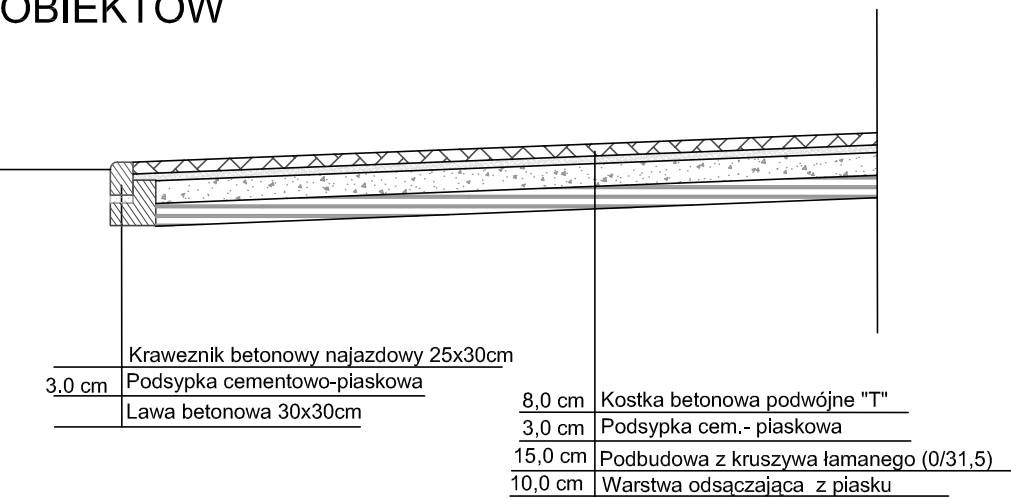 OBIEKTÓW
Kraweznik betonowy najazdowy 25x30cm
3.0 cm Podsypka cementowo-piaskowa
Lawa betonowa 30x30cm
8,0 cm Kostka betonowa podwójne "T"
3,0 cm Podsypka cem.- piaskowa
15,0 cm Podbudowa z kruszywa łamanego (0/31,5)
10,0 cm Warstwa odsączająca z piasku